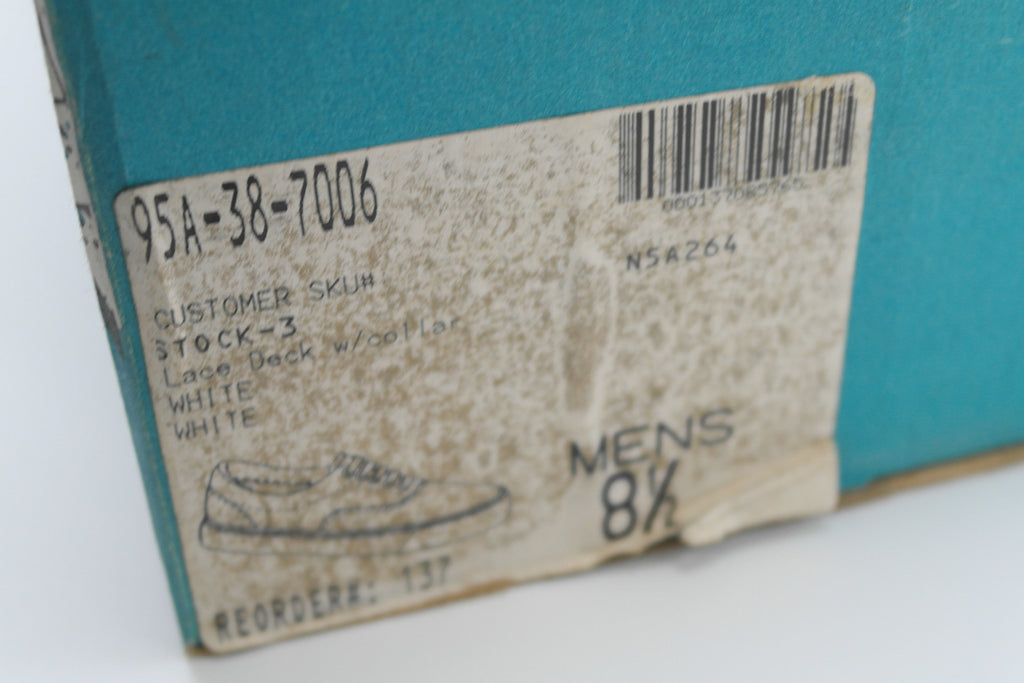 95A-38-7006
N5A264
CUSTOMER SKU#
STOCK-3
Lace Deck w/collar
WHITE
WHITE
MENS
8½
REORDER#: 137